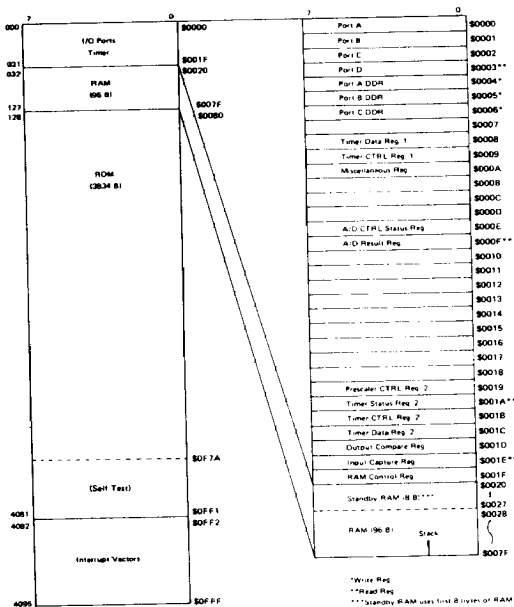 7 0
000 $0000
I/O Ports
Timer
031 $001F
032 $0020
RAM
(96 B)
127 $007F
128 $0080
ROM
(3834 B)
$0F7A
(Self Test)
4081 $0FF1
4082 $0FF2
Interrupt Vectors
4095 $0FFF
7 0
Port A $0000
Port B $0001
Port C $0002
Port D $0003**
Port A DDR $0004*
Port B DDR $0005*
Port C DDR $0006*
$0007
Timer Data Reg. 1 $0008
Timer CTRL Reg. 1 $0009
Miscellaneous Reg $000A
$000B
$000C
$000D
A/D CTRL Status Reg $000E
A/D Result Reg $000F**
$0010
$0011
$0012
$0013
$0014
$0015
$0016
$0017
$0018
Prescaler CTRL Reg. 2 $0019
Timer Status Reg. 2 $001A**
Timer CTRL Reg. 2 $001B
Timer Data Reg. 2 $001C
Output Compare Reg $001D
Input Capture Reg $001E**
RAM Control Reg $001F
$0020
Standby RAM (8 B)***
$0027
$0028
RAM (96 B) Stack
$007F
*Write Reg
**Read Reg
***Standby RAM uses first 8 bytes of RAM